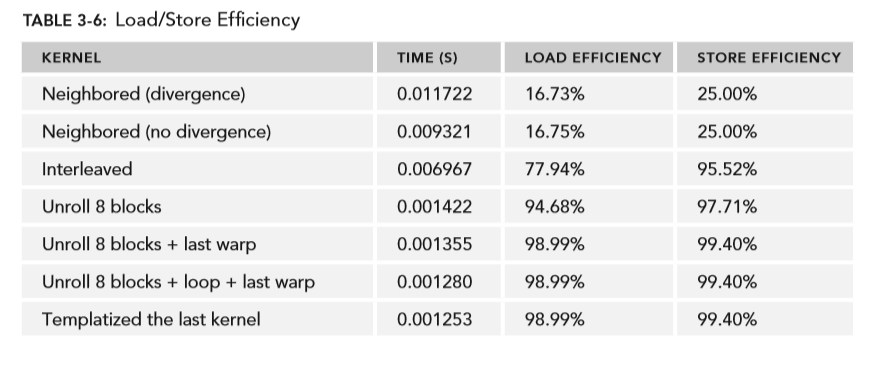 TABLE 3-6: Load/Store Efficiency
KERNEL TIME (S) LOAD EFFICIENCY STORE EFFICIENCY
Neighbored (divergence) 0.011722 16.73% 25.00%
Neighbored (no divergence) 0.009321 16.75% 25.00%
Interleaved 0.006967 77.94% 95.52%
Unroll 8 blocks 0.001422 94.68% 97.71%
Unroll 8 blocks + last warp 0.001355 98.99% 99.40%
Unroll 8 blocks + loop + last warp 0.001280 98.99% 99.40%
Templatized the last kernel 0.001253 98.99% 99.40%